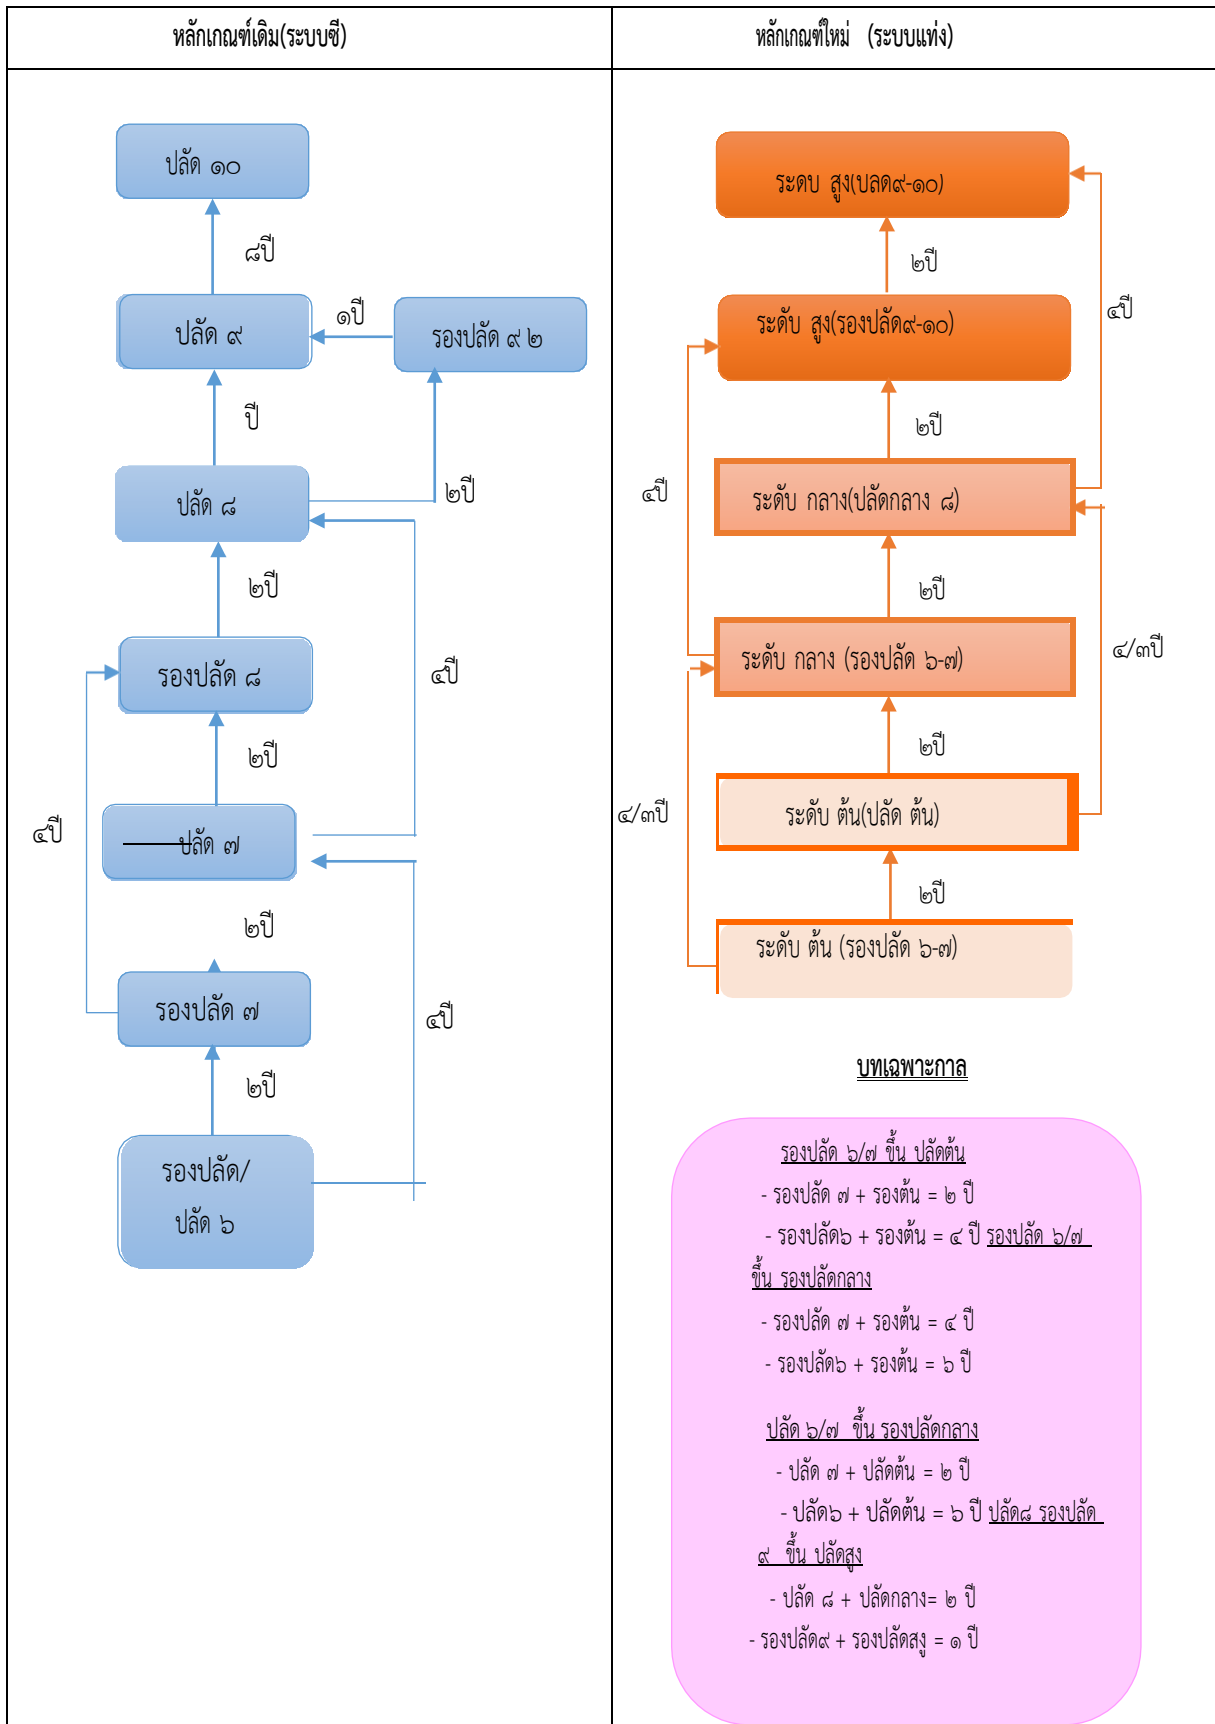 หลักเกณฑ์เดิม(ระบบซี)
หลักเกณฑ์ใหม่ (ระบบแท่ง)
ปลัด ๑๐
๘ปี
ปลัด ๙
๑ปี
รองปลัด ๙ ๒
ปี
ปลัด ๘
๒ปี
๒ปี
รองปลัด ๘
๔ปี
๒ปี
๔ปี
ปลัด ๗
๒ปี
รองปลัด ๗
๔ปี
๒ปี
รองปลัด/
ปลัด ๖
ระดบ สูง(ปลด๙-๑๐)
๒ปี
๔ปี
ระดับ สูง(รองปลัด๙-๑๐)
๒ปี
๔ปี
ระดับ กลาง(ปลัดกลาง ๘)
๒ปี
๔/๓ปี
ระดับ กลาง (รองปลัด ๖-๗)
๒ปี
๔/๓ปี
ระดับ ต้น(ปลัด ต้น)
๒ปี
ระดับ ต้น (รองปลัด ๖-๗)
บทเฉพาะกาล
รองปลัด ๖/๗ ขึ้น ปลัดต้น
- รองปลัด ๗ + รองต้น = ๒ ปี
- รองปลัด๖ + รองต้น = ๔ ปี รองปลัด ๖/๗
ขึ้น รองปลัดกลาง
- รองปลัด ๗ + รองต้น = ๔ ปี
- รองปลัด๖ + รองต้น = ๖ ปี
ปลัด ๖/๗ ขึ้น รองปลัดกลาง
- ปลัด ๗ + ปลัดต้น = ๒ ปี
- ปลัด๖ + ปลัดต้น = ๖ ปี ปลัด๘ รองปลัด
๙ ขึ้น ปลัดสูง
- ปลัด ๘ + ปลัดกลาง= ๒ ปี
- รองปลัด๙ + รองปลัดสงู = ๑ ปี